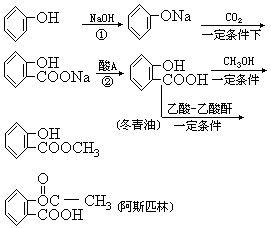 OH NaOH ① ONa CO₂ 一定条件下
OH COONa 酸A ② OH COOH CH₃OH 一定条件
(冬青油) 乙酸-乙酸酐 一定条件
OH COOCH₃
O OC — CH₃ COOH (阿斯匹林)